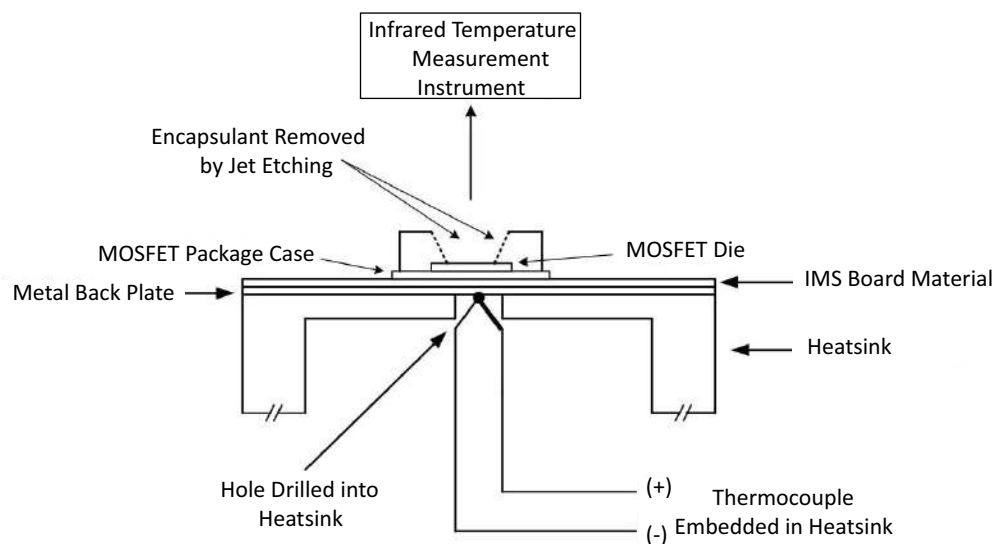 Infrared Temperature
Measurement
Instrument
Encapsulant Removed
by Jet Etching
MOSFET Package Case
MOSFET Die
Metal Back Plate
IMS Board Material
Heatsink
Hole Drilled into
Heatsink
(+)
(-)
Thermocouple
Embedded in Heatsink